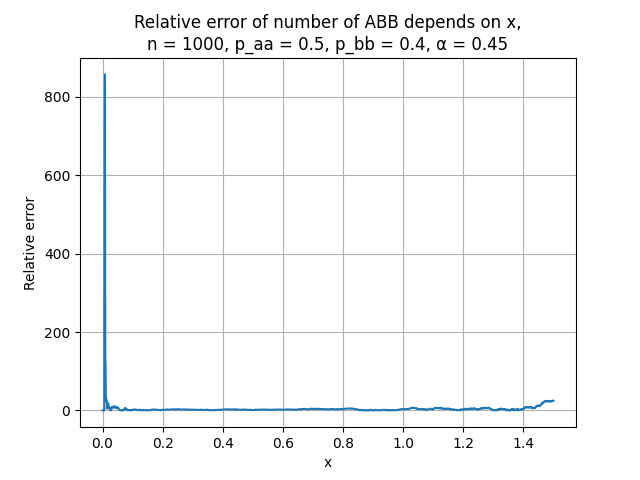 Relative error of number of ABB depends on x,
n = 1000, p_aa = 0.5, p_bb = 0.4, α = 0.45
800
600
400
200
0
Relative error
0.0 0.2 0.4 0.6 0.8 1.0 1.2 1.4
x